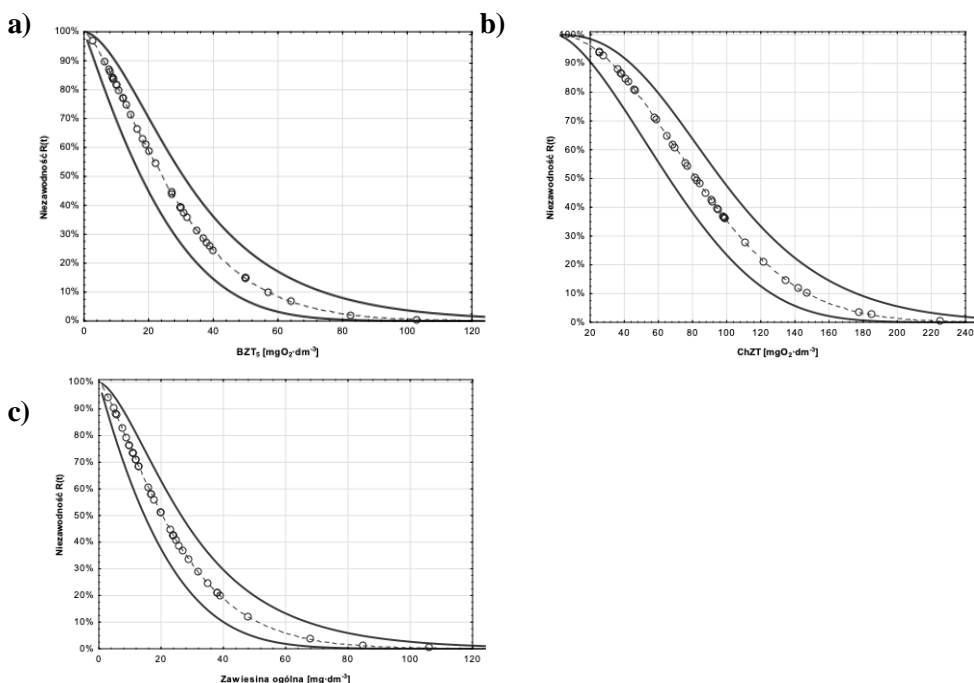 a)
100%
90%
80%
70%
60%
50%
40%
30%
20%
10%
0%
Niezawodność R(t)
0 20 40 60 80 100 120
BZT₅ [mgO₂·dm⁻³]
b)
100%
90%
80%
70%
60%
50%
40%
30%
20%
10%
0%
Niezawodność R(t)
20 40 60 80 100 120 140 160 180 200 220 240
ChZT [mgO₂·dm⁻³]
c)
100%
90%
80%
70%
60%
50%
40%
30%
20%
10%
0%
Niezawodność R(t)
0 20 40 60 80 100 120
Zawiesina ogólna [mg·dm⁻³]